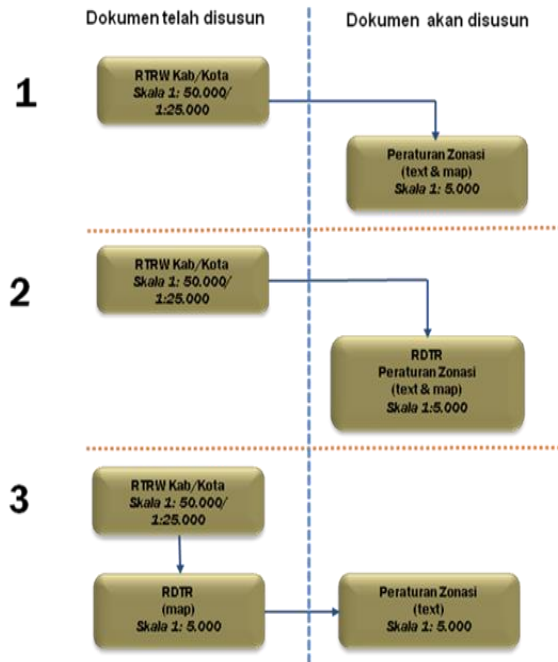 Dokumen telah disusun
Dokumen akan disusun
1
RTRW Kab/Kota
Skala 1: 50.000/
1:25.000
Peraturan Zonasi
(text & map)
Skala 1: 5.000
2
RTRW Kab/Kota
Skala 1: 50.000/
1:25.000
RDTR
Peraturan Zonasi
(text & map)
Skala 1:5.000
3
RTRW Kab/Kota
Skala 1: 50.000/
1:25.000
RDTR
(map)
Skala 1: 5.000
Peraturan Zonasi
(text)
Skala 1: 5.000